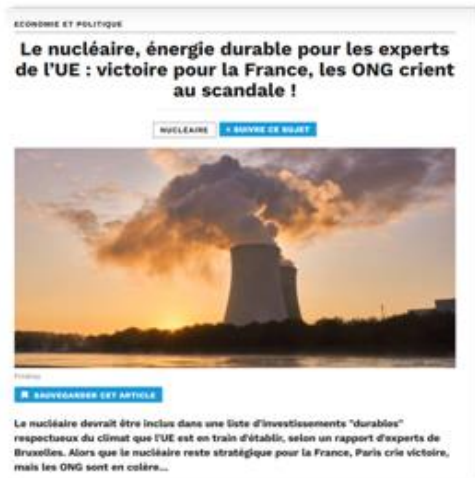 ECONOMIE ET POLITIQUE
Le nucléaire, énergie durable pour les experts
de l'UE : victoire pour la France, les ONG crient
au scandale !
NUCLÉAIRE
+ SUIVRE CE SUJET
Pixabay
SAUVEGARDER CET ARTICLE
Le nucléaire devrait être inclus dans une liste d'investissements "durables"
respectueux du climat que l'UE est en train d'établir, selon un rapport d'experts de
Bruxelles. Alors que le nucléaire reste stratégique pour la France, Paris crie victoire,
mais les ONG sont en colère...